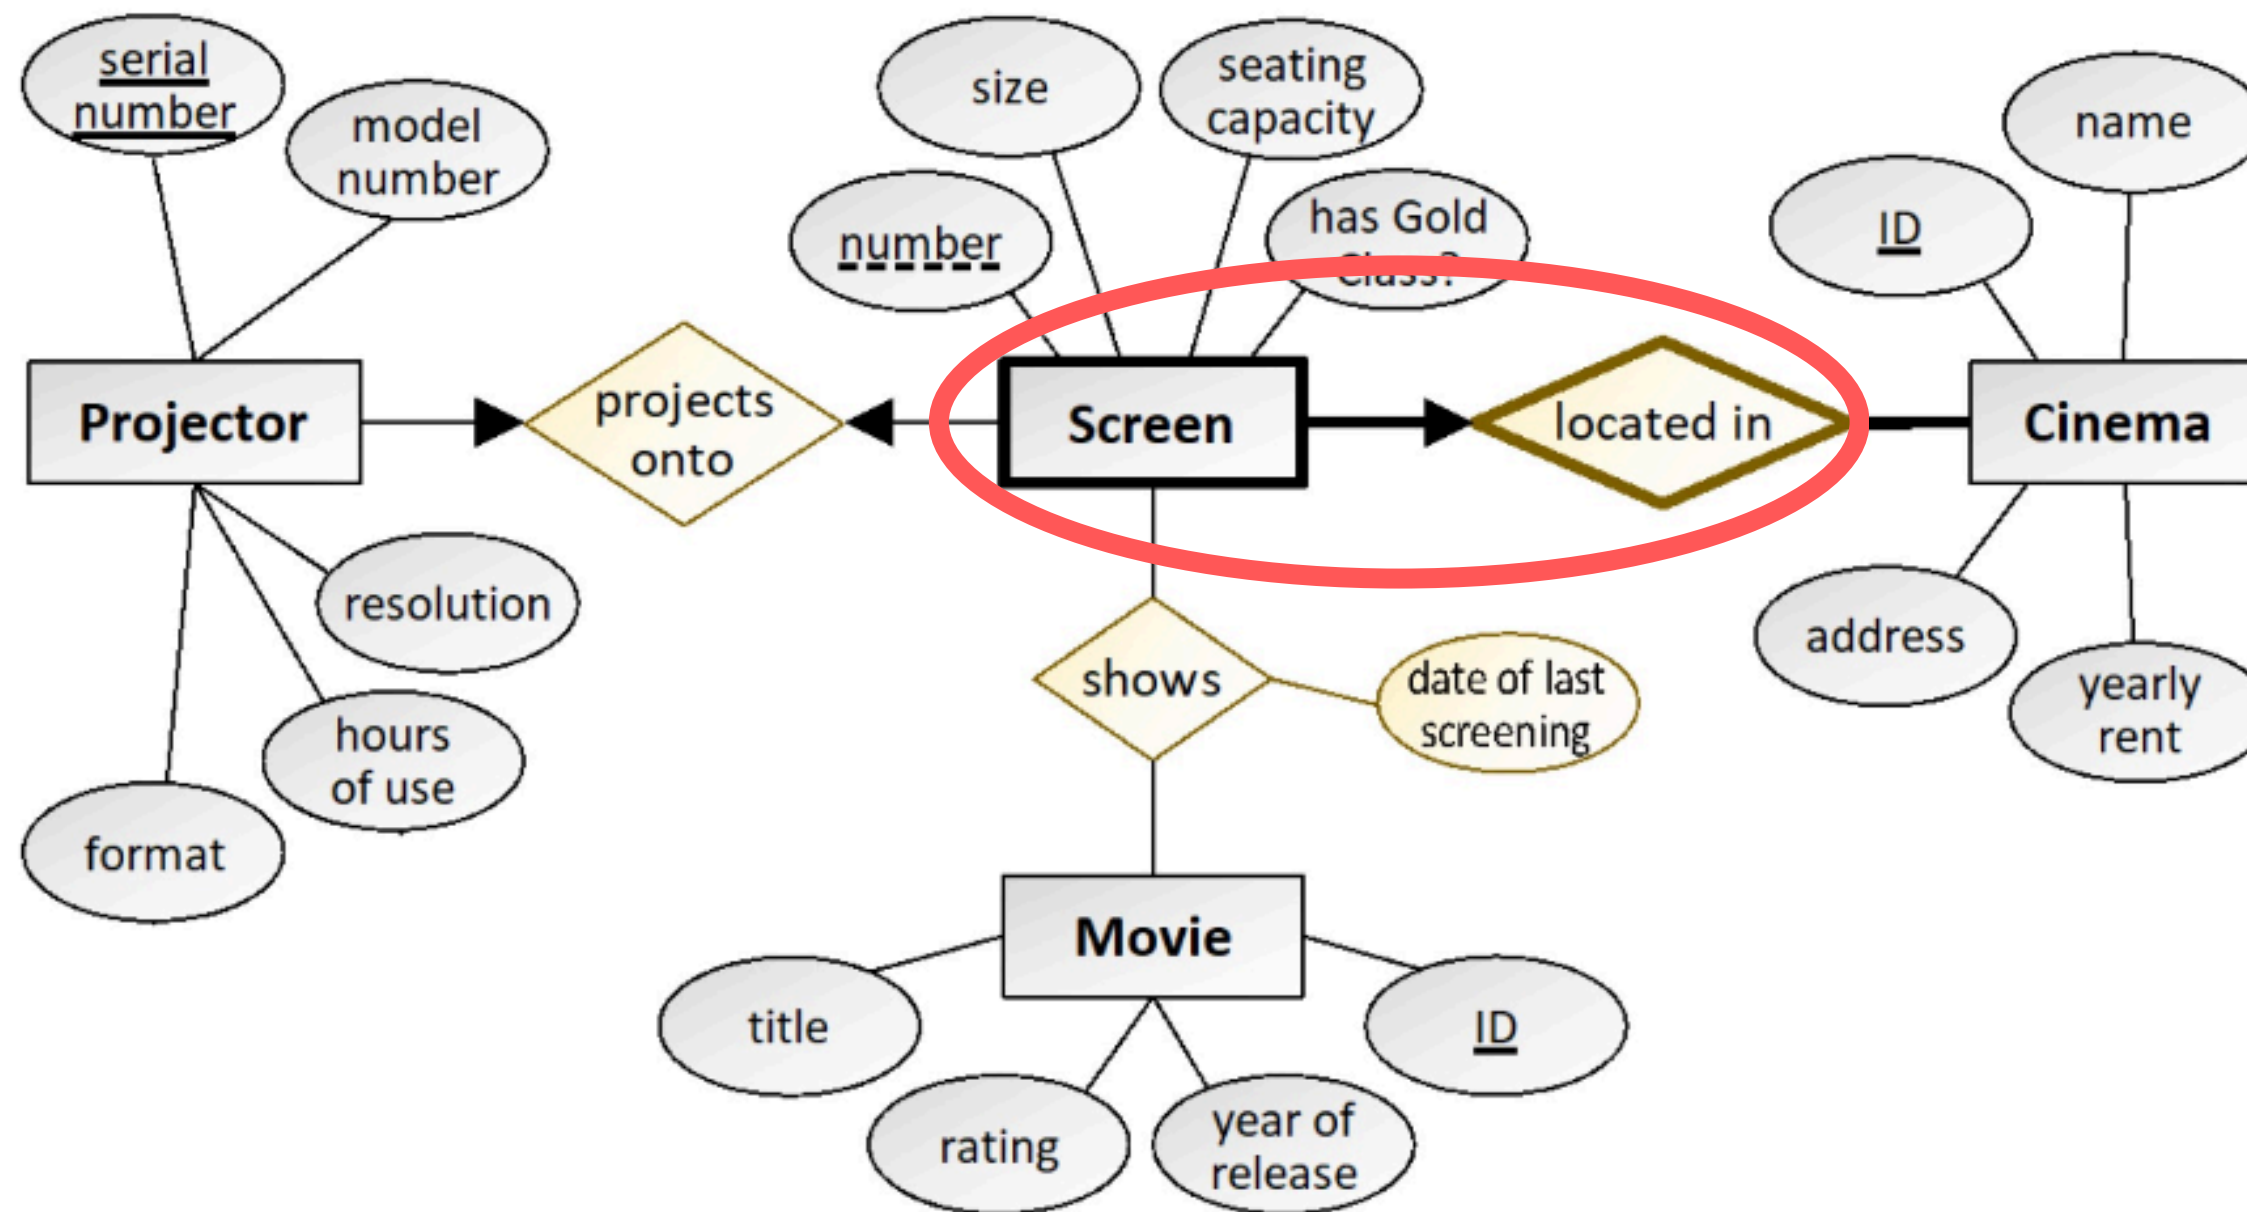 serial
number
model
number
size
seating
capacity
number
has Gold
Class?
name
ID
Projector
projects
onto
Screen
located in
Cinema
resolution
hours
of use
format
shows
date of last
screening
address
yearly
rent
Movie
title
rating
year of
release
ID